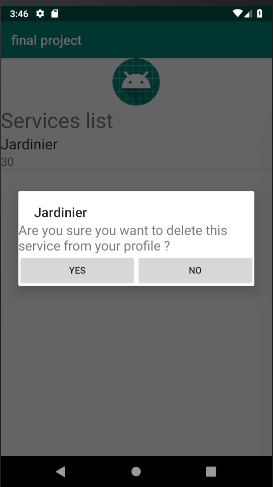 3:46
final project
Services list
Jardinier
30
Jardinier
Are you sure you want to delete this
service from your profile ?
YES NO